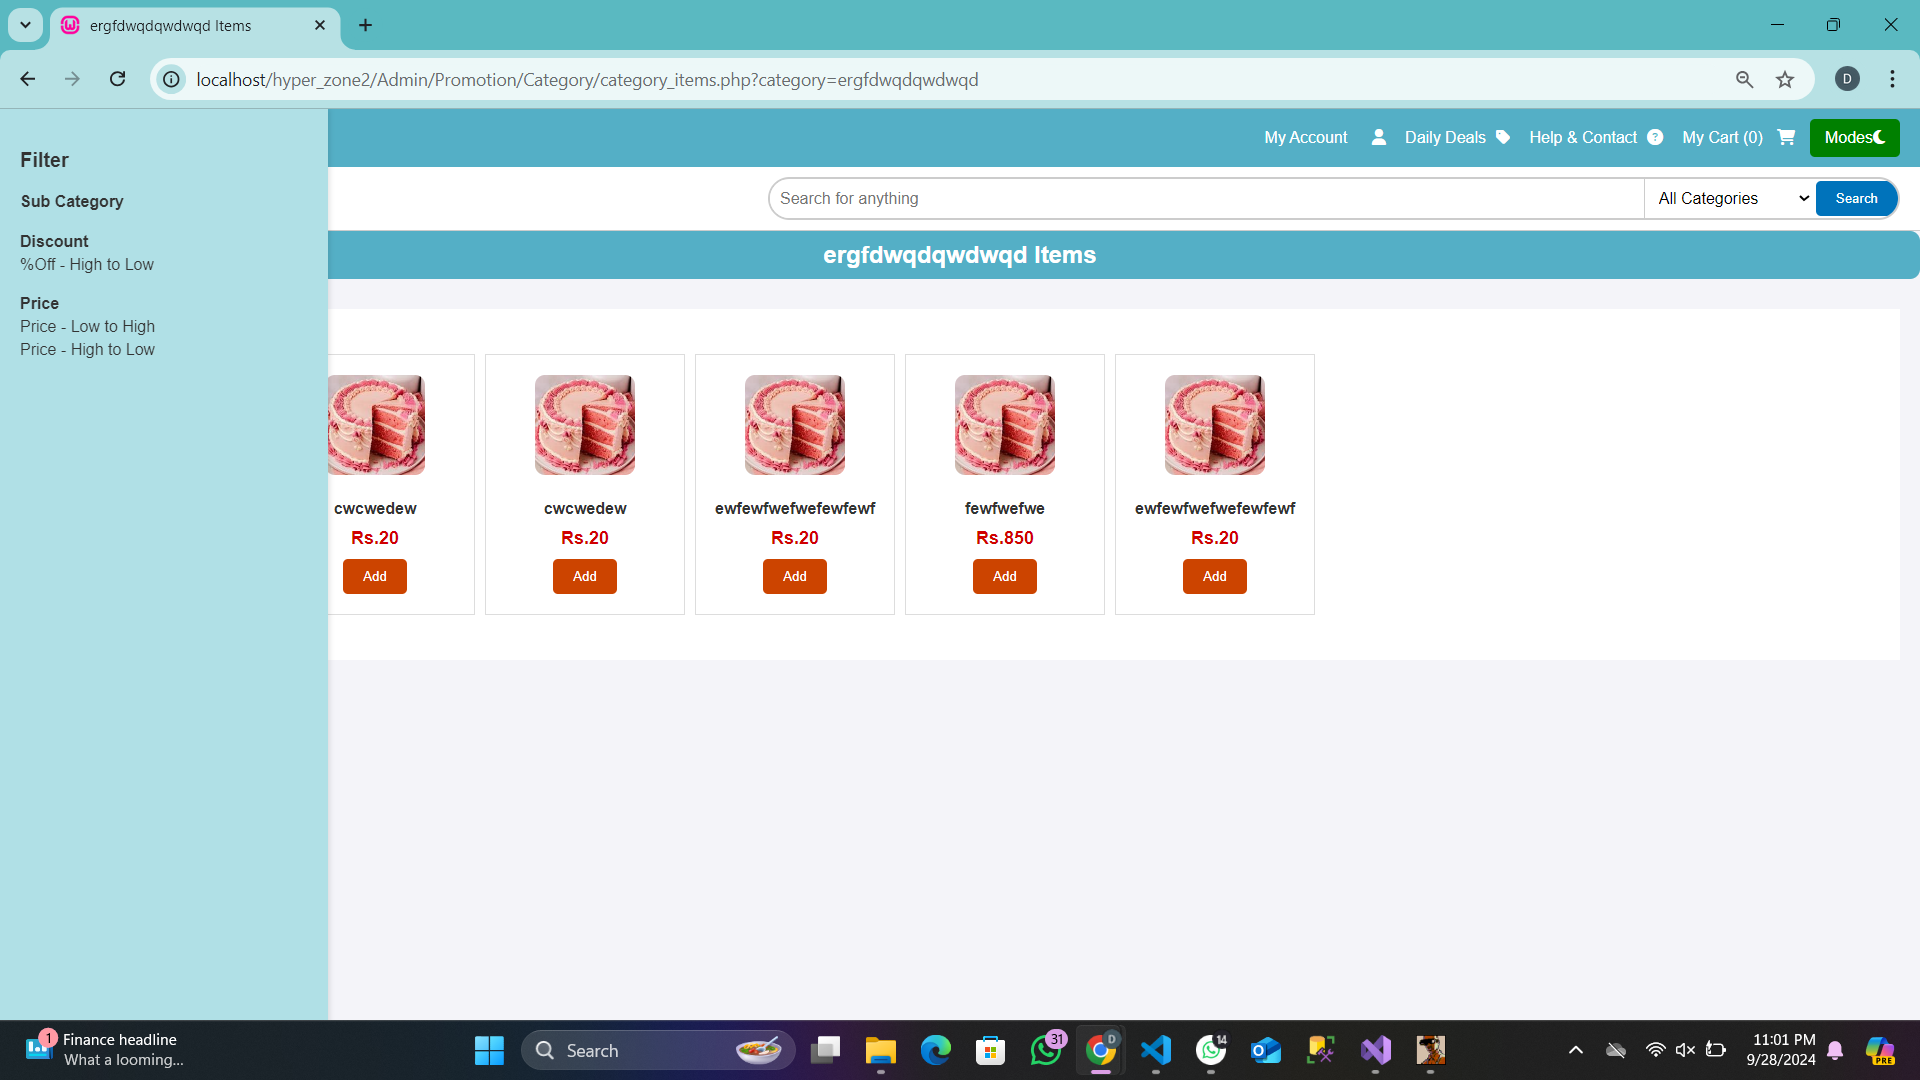 ergfdwqdqwdwqd Items
localhost/hyper_zone2/Admin/Promotion/Category/category_items.php?category=ergfdwqdqwdwqd
D
My Account Daily Deals Help & Contact ? My Cart (0) Modes
Search for anything All Categories Search
ergfdwqdqwdwqd Items
Filter
Sub Category
Discount
%Off - High to Low
Price
Price - Low to High
Price - High to Low
cwcwedew
Rs.20
Add
cwcwedew
Rs.20
Add
ewfewfwefwefewfewf
Rs.20
Add
fewfwefwe
Rs.850
Add
ewfewfwefwefewfewf
Rs.20
Add
1
Finance headline
What a looming...
Search
31
D
14
PRE
11:01 PM
9/28/2024